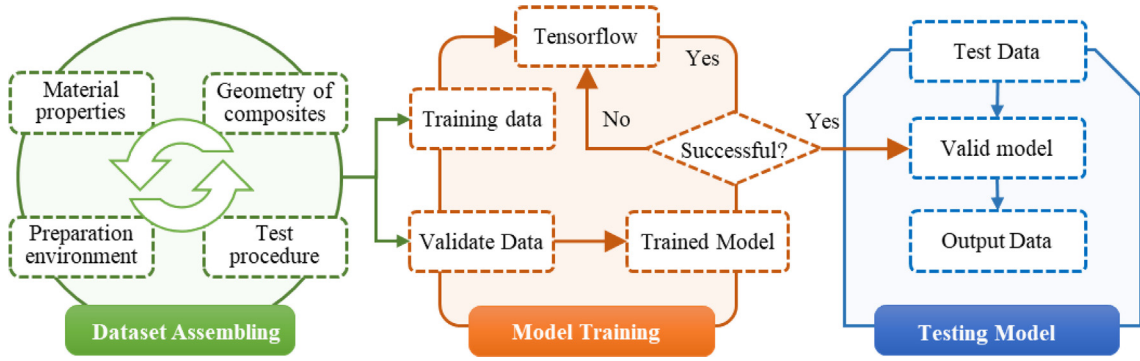 Material
properties
Geometry of
composites
Preparation
environment
Test
procedure
Dataset Assembling
Tensorflow
Yes
Training data
No
Successful?
Validate Data
Trained Model
Model Training
Yes
Test Data
Valid model
Output Data
Testing Model